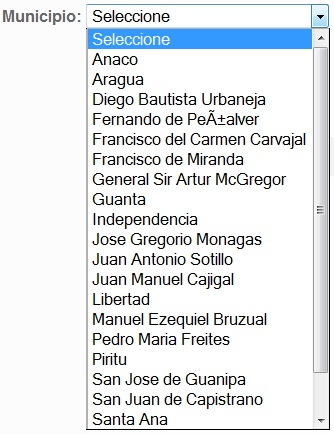 Municipio: Seleccione
Seleccione
Anaco
Aragua
Diego Bautista Urbaneja
Fernando de PeÃ±alver
Francisco del Carmen Carvajal
Francisco de Miranda
General Sir Artur McGregor
Guanta
Independencia
Jose Gregorio Monagas
Juan Antonio Sotillo
Juan Manuel Cajigal
Libertad
Manuel Ezequiel Bruzual
Pedro Maria Freites
Piritu
San Jose de Guanipa
San Juan de Capistrano
Santa Ana